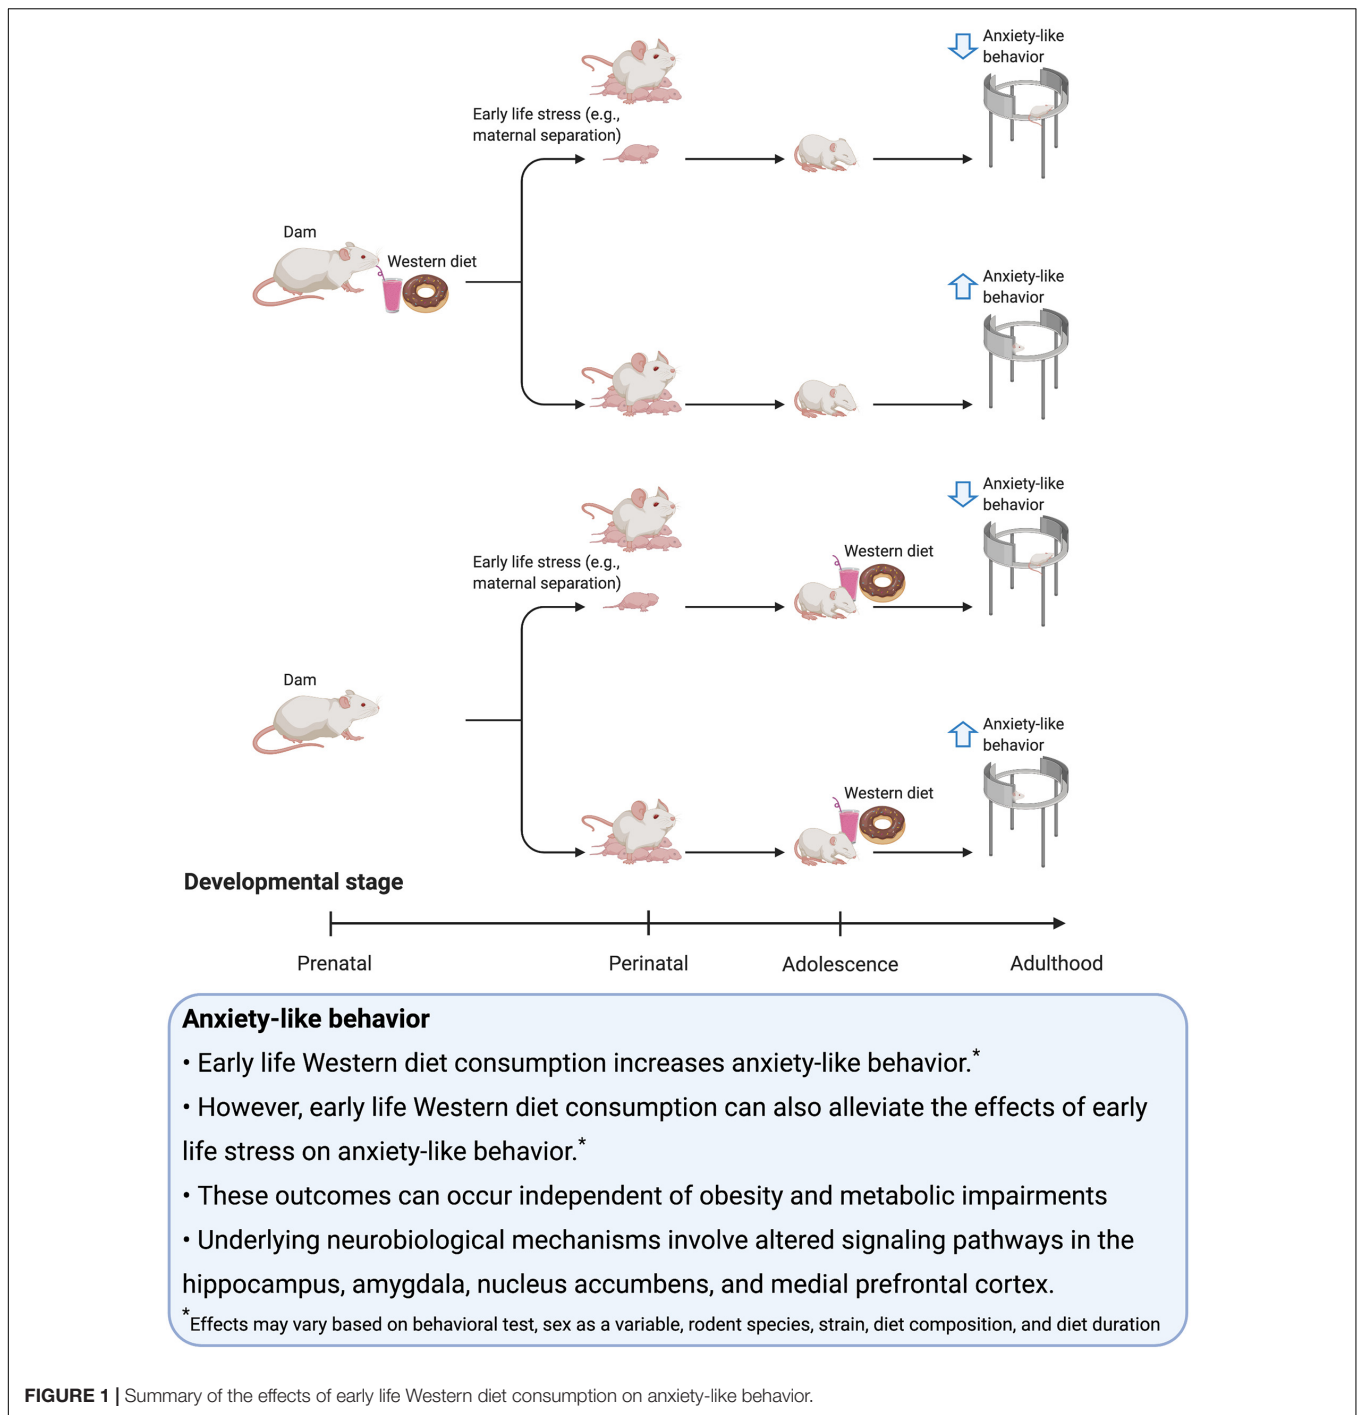 Anxiety-like
behavior
Early life stress (e.g.,
maternal separation)
Dam
Western diet
Anxiety-like
behavior
Anxiety-like
behavior
Early life stress (e.g.,
maternal separation)
Western diet
Dam
Anxiety-like
behavior
Western diet
Developmental stage
Prenatal
Perinatal
Adolescence
Adulthood
Anxiety-like behavior
• Early life Western diet consumption increases anxiety-like behavior.*
• However, early life Western diet consumption can also alleviate the effects of early
life stress on anxiety-like behavior.*
• These outcomes can occur independent of obesity and metabolic impairments
• Underlying neurobiological mechanisms involve altered signaling pathways in the
hippocampus, amygdala, nucleus accumbens, and medial prefrontal cortex.
*Effects may vary based on behavioral test, sex as a variable, rodent species, strain, diet composition, and diet duration
FIGURE 1 | Summary of the effects of early life Western diet consumption on anxiety-like behavior.